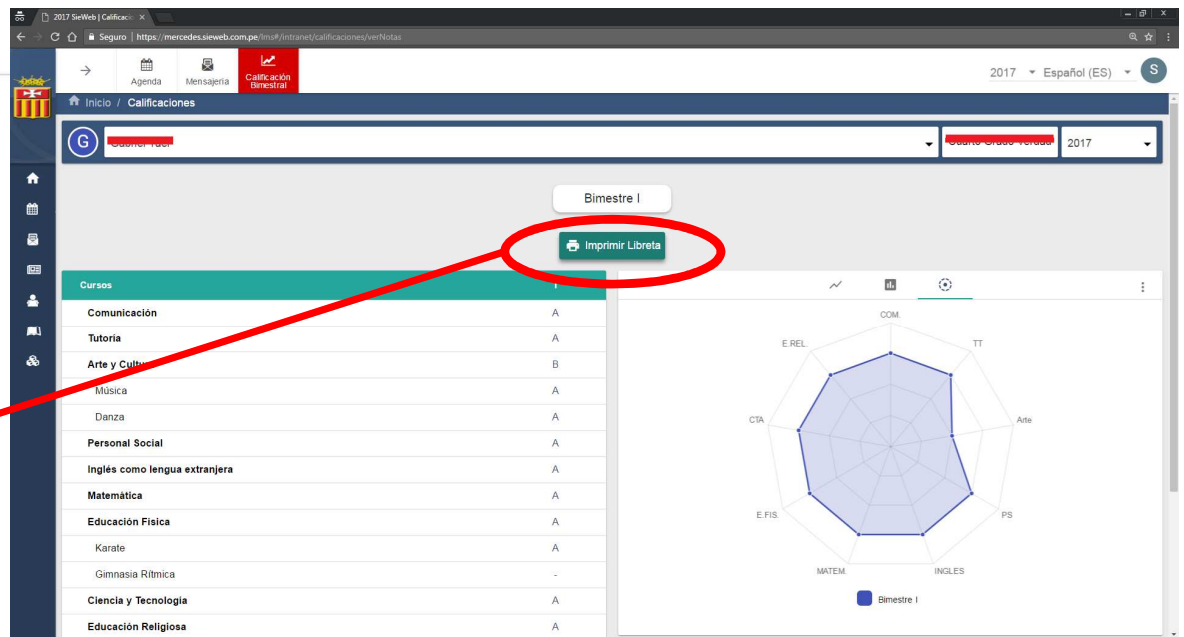 2017 SieWeb | Calificacio
Seguro | https://mercedes.sieweb.com.pe/lms#/intranet/calificaciones/verNotas
Agenda
Mensajería
Calificación
Bimestral
2017 Español (ES) S
Inicio / Calificaciones
G
2017
Bimestre I
Imprimir Libreta
Cursos
Comunicación A
Tutoría A
Arte y B
Música A
Danza A
Personal Social A
Inglés como lengua extranjera A
Matemática A
Educación Física A
Karate A
Gimnasia Rítmica -
Ciencia y Tecnología A
Educación Religiosa A
COM.
TT
Arte
PS
INGLES
MATEM.
E.FIS.
CTA
E.REL.
Bimestre I